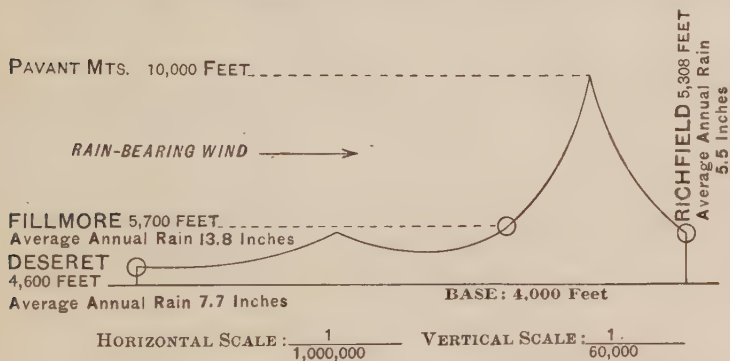 PAVANT MTS. 10,000 FEET
RAIN-BEARING WIND
FILLMORE 5,700 FEET
Average Annual Rain 13.8 Inches
DESERET
4,600 FEET
Average Annual Rain 7.7 Inches
BASE: 4,000 Feet
RICHFIELD 5,308 FEET
Average Annual Rain
5.5 Inches
HORIZONTAL SCALE: 1/1,000,000 VERTICAL SCALE: 1/60,000